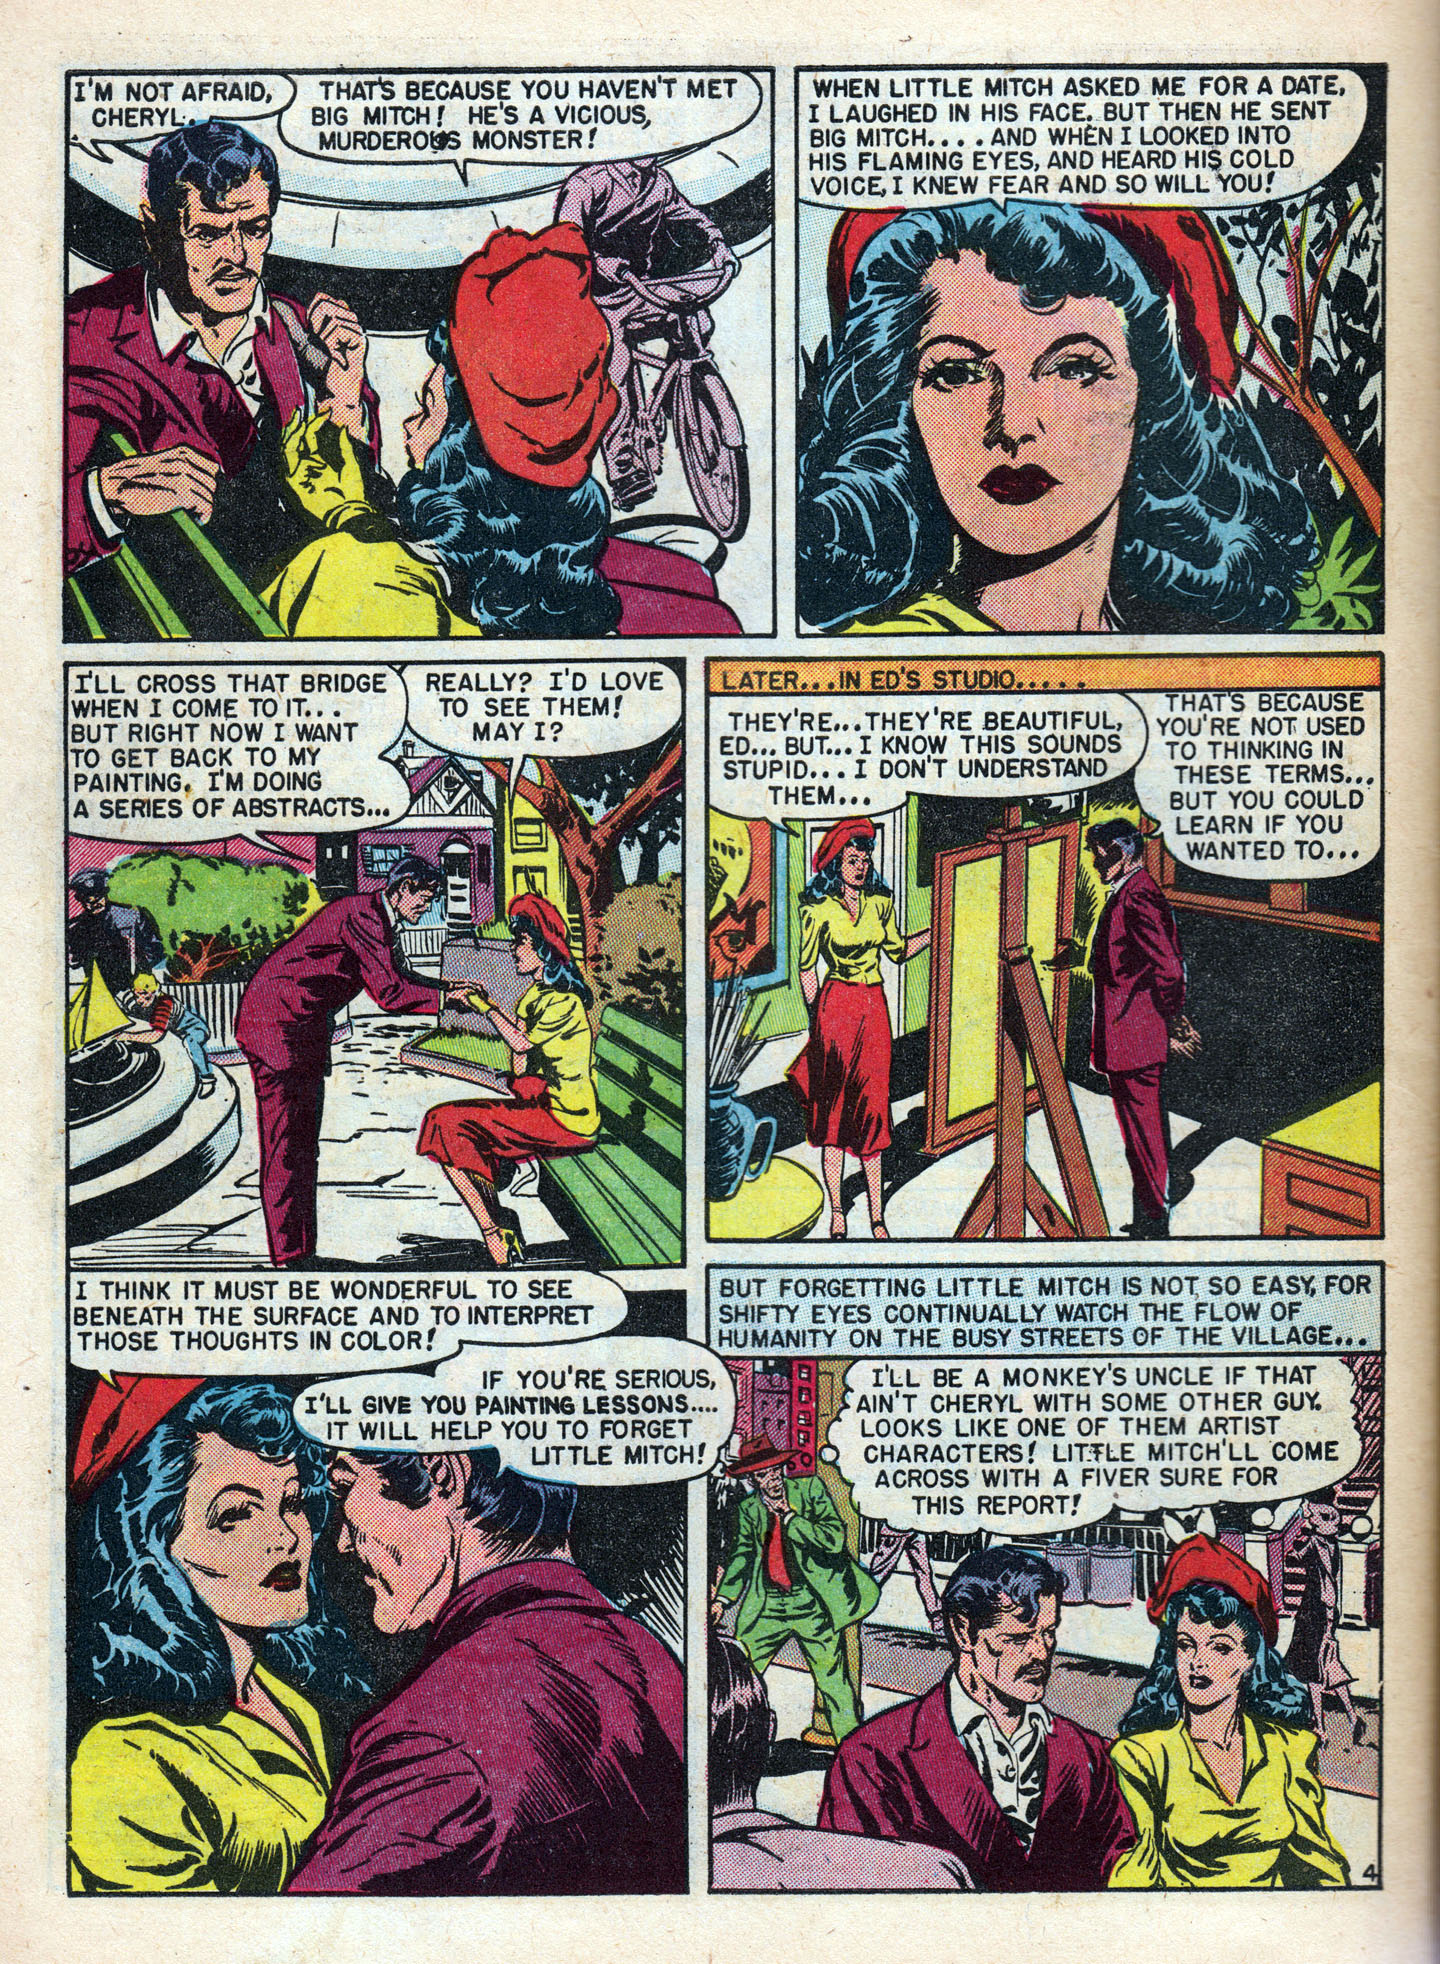 I'M NOT AFRAID,
CHERYL.
THAT'S BECAUSE YOU HAVEN'T MET
BIG MITCH! HE'S A VICIOUS,
MURDEROUS MONSTER!
WHEN LITTLE MITCH ASKED ME FOR A DATE,
I LAUGHED IN HIS FACE. BUT THEN HE SENT
BIG MITCH.... AND WHEN I LOOKED INTO
HIS FLAMING EYES, AND HEARD HIS COLD
VOICE, I KNEW FEAR AND SO WILL YOU!
I'LL CROSS THAT BRIDGE
WHEN I COME TO IT...
BUT RIGHT NOW I WANT
TO GET BACK TO MY
PAINTING. I'M DOING
A SERIES OF ABSTRACTS...
REALLY? I'D LOVE
TO SEE THEM!
MAY I?
LATER...IN ED'S STUDIO.....
THEY'RE...THEY'RE BEAUTIFUL,
ED... BUT... I KNOW THIS SOUNDS
STUPID... I DON'T UNDERSTAND
THEM...
THAT'S BECAUSE
YOU'RE NOT USED
TO THINKING IN
THESE TERMS...
BUT YOU COULD
LEARN IF YOU
WANTED TO...
I THINK IT MUST BE WONDERFUL TO SEE
BENEATH THE SURFACE AND TO INTERPRET
THOSE THOUGHTS IN COLOR!
IF YOU'RE SERIOUS,
I'LL GIVE YOU PAINTING LESSONS....
IT WILL HELP YOU TO FORGET
LITTLE MITCH!
BUT FORGETTING LITTLE MITCH IS NOT SO EASY, FOR
SHIFTY EYES CONTINUALLY WATCH THE FLOW OF
HUMANITY ON THE BUSY STREETS OF THE VILLAGE...
I'LL BE A MONKEY'S UNCLE IF THAT
AIN'T CHERYL WITH SOME OTHER GUY.
LOOKS LIKE ONE OF THEM ARTIST
CHARACTERS! LITTLE MITCH'LL COME
ACROSS WITH A FIVER SURE FOR
THIS REPORT!
4